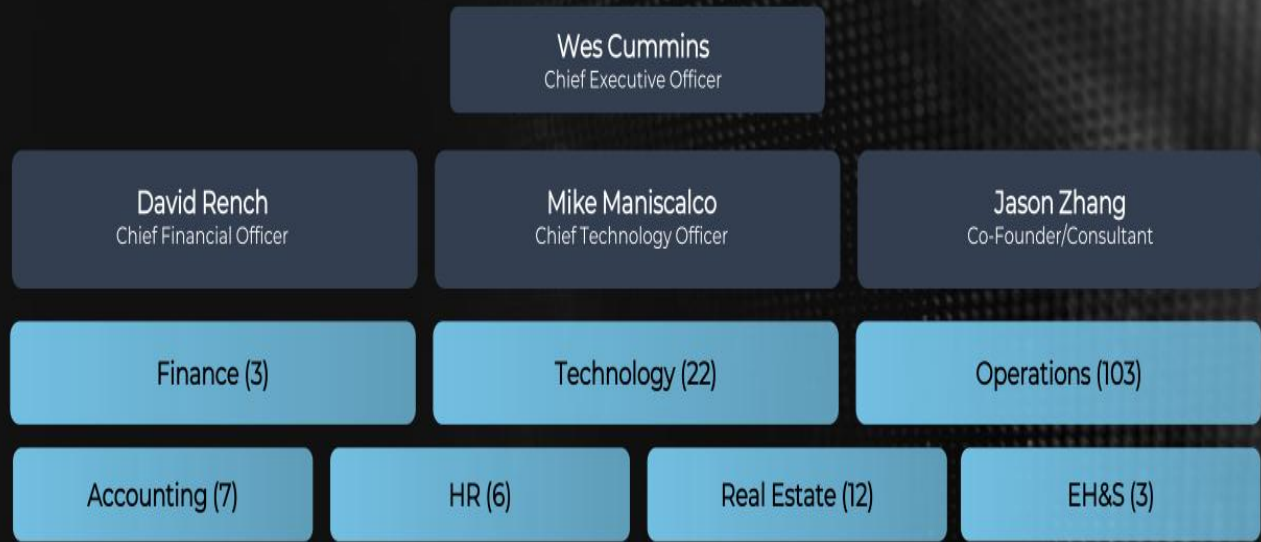 Wes Cummins
Chief Executive Officer
David Rench
Chief Financial Officer
Mike Maniscalco
Chief Technology Officer
Jason Zhang
Co-Founder/Consultant
Finance (3)
Technology (22)
Operations (103)
Accounting (7)
HR (6)
Real Estate (12)
EH&S (3)